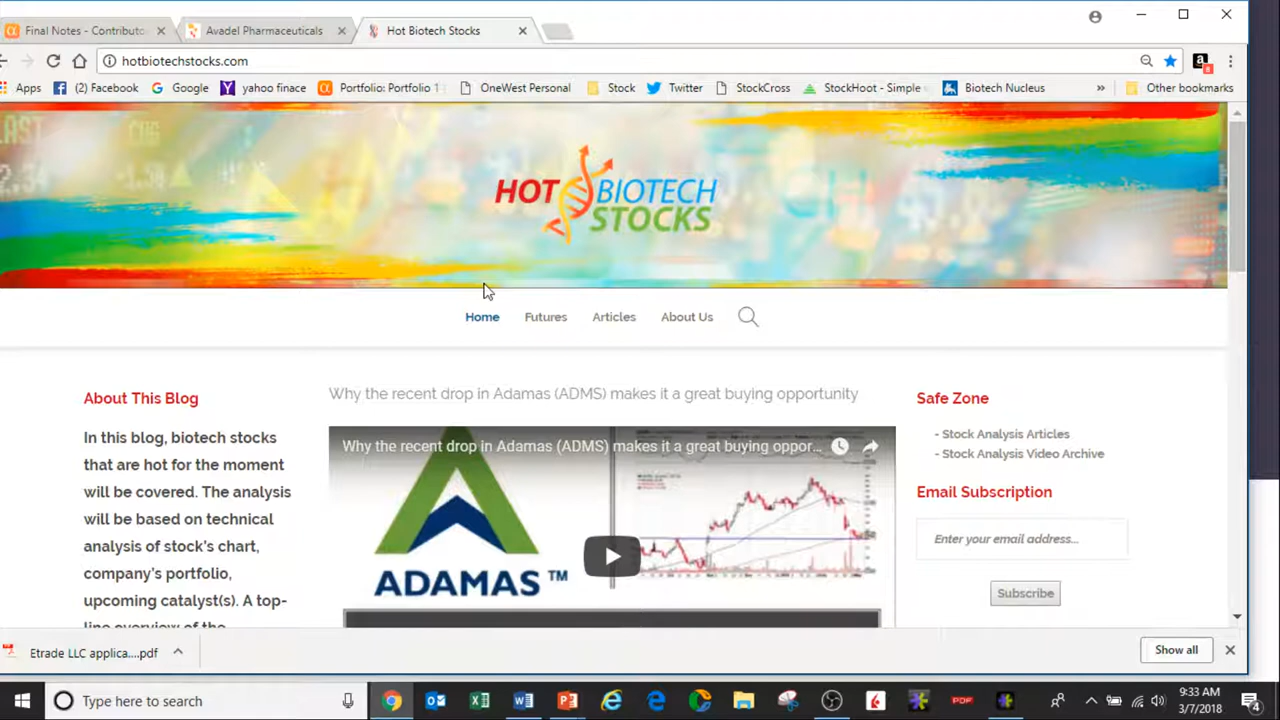 Final Notes - Contributo
Avadel Pharmaceuticals
Hot Biotech Stocks
hotbiotechstocks.com
Apps
(2) Facebook
Google
yahoo finace
Portfolio: Portfolio 1
OneWest Personal
Stock
Twitter
StockCross
StockHoot - Simple
Biotech Nucleus
»
Other bookmarks
HOT BIOTECH
STOCKS
Home
Futures
Articles
About Us
About This Blog
In this blog, biotech stocks
that are hot for the moment
will be covered. The analysis
will be based on technical
analysis of stock's chart,
company's portfolio,
upcoming catalyst(s). A top-
line overview of the
Why the recent drop in Adamas (ADMS) makes it a great buying opportunity
Why the recent drop in Adamas (ADMS) makes it a great buying oppor...
ADAMAS™
Safe Zone
- Stock Analysis Articles
- Stock Analysis Video Archive
Email Subscription
Enter your email address...
Subscribe
Etrade LLC applica....pdf
Show all
Type here to search
PDF
9:33 AM
3/7/2018
4